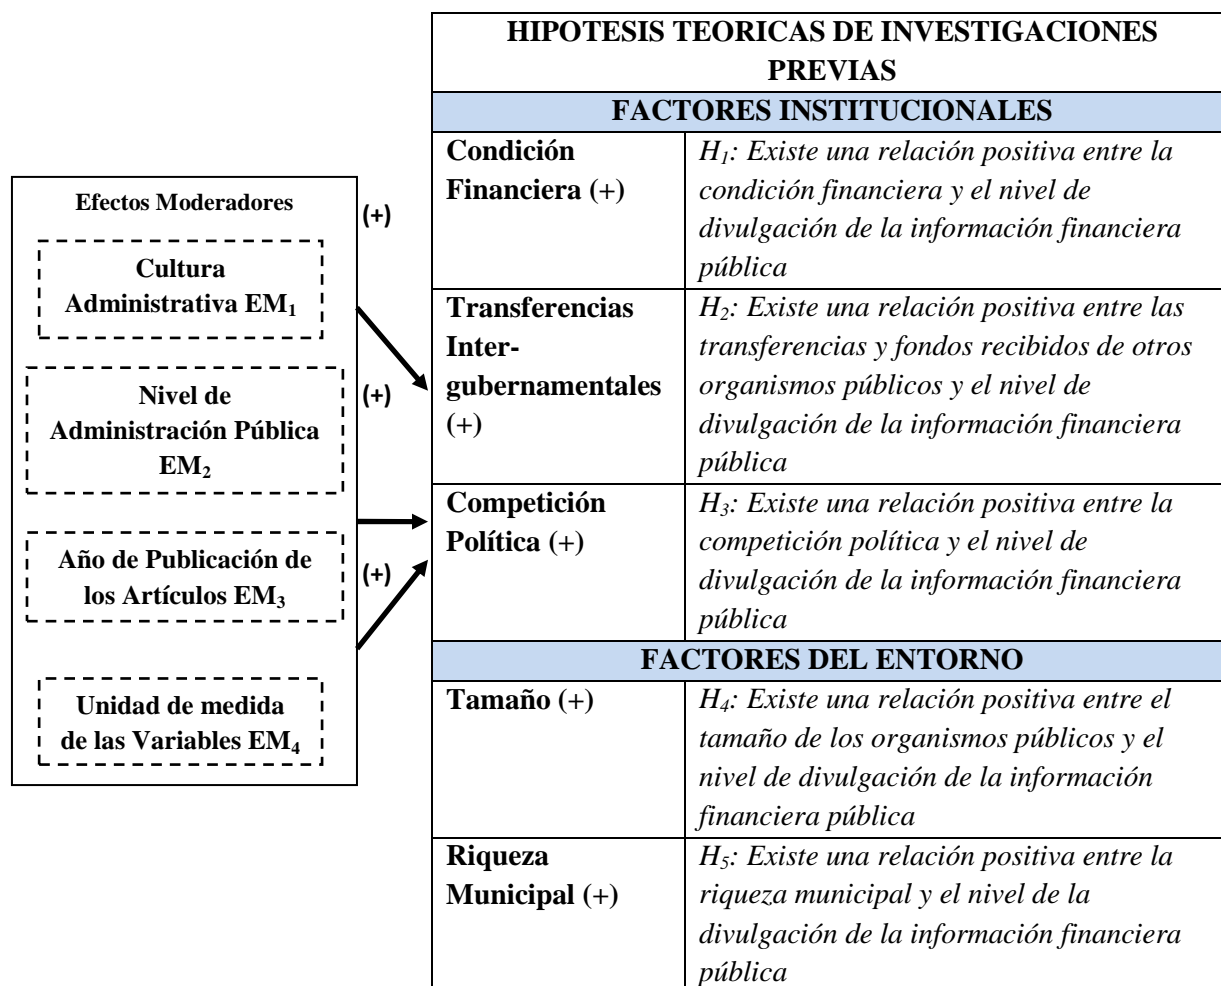 Efectos Moderadores
(+)
Cultura
Administrativa EM₁
Nivel de
Administración Pública
EM₂
(+)
Año de Publicación de
los Artículos EM₃
(+)
Unidad de medida
de las Variables EM₄
HIPOTESIS TEORICAS DE INVESTIGACIONES
PREVIAS
FACTORES INSTITUCIONALES
Condición
Financiera (+)
H₁: Existe una relación positiva entre la
condición financiera y el nivel de
divulgación de la información financiera
pública
Transferencias
Inter-
gubernamentales
(+)
H₂: Existe una relación positiva entre las
transferencias y fondos recibidos de otros
organismos públicos y el nivel de
divulgación de la información financiera
pública
Competición
Política (+)
H₃: Existe una relación positiva entre la
competición política y el nivel de
divulgación de la información financiera
pública
FACTORES DEL ENTORNO
Tamaño (+)
H₄: Existe una relación positiva entre el
tamaño de los organismos públicos y el
nivel de divulgación de la información
financiera pública
Riqueza
Municipal (+)
H₅: Existe una relación positiva entre la
riqueza municipal y el nivel de la
divulgación de la información financiera
pública